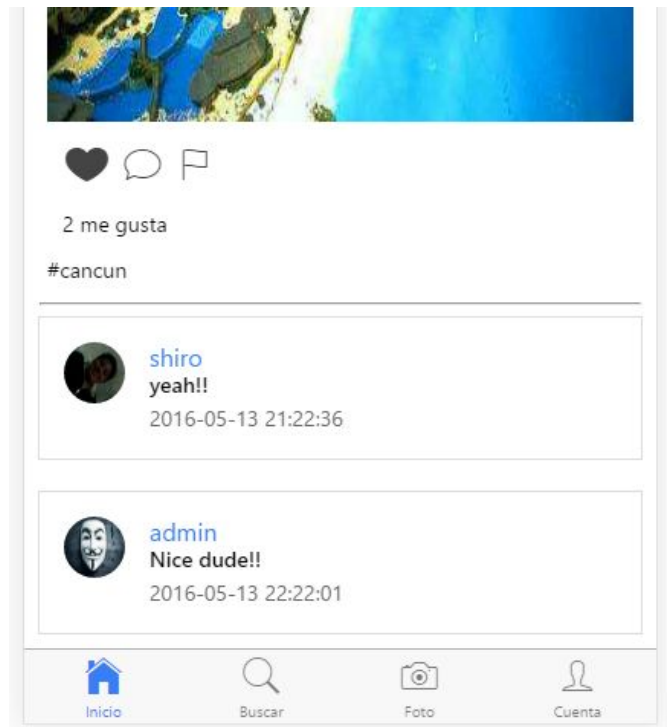 2 me gusta
#cancun
shiro
yeah!!
2016-05-13 21:22:36
admin
Nice dude!!
2016-05-13 22:22:01
Inicio Buscar Foto Cuenta